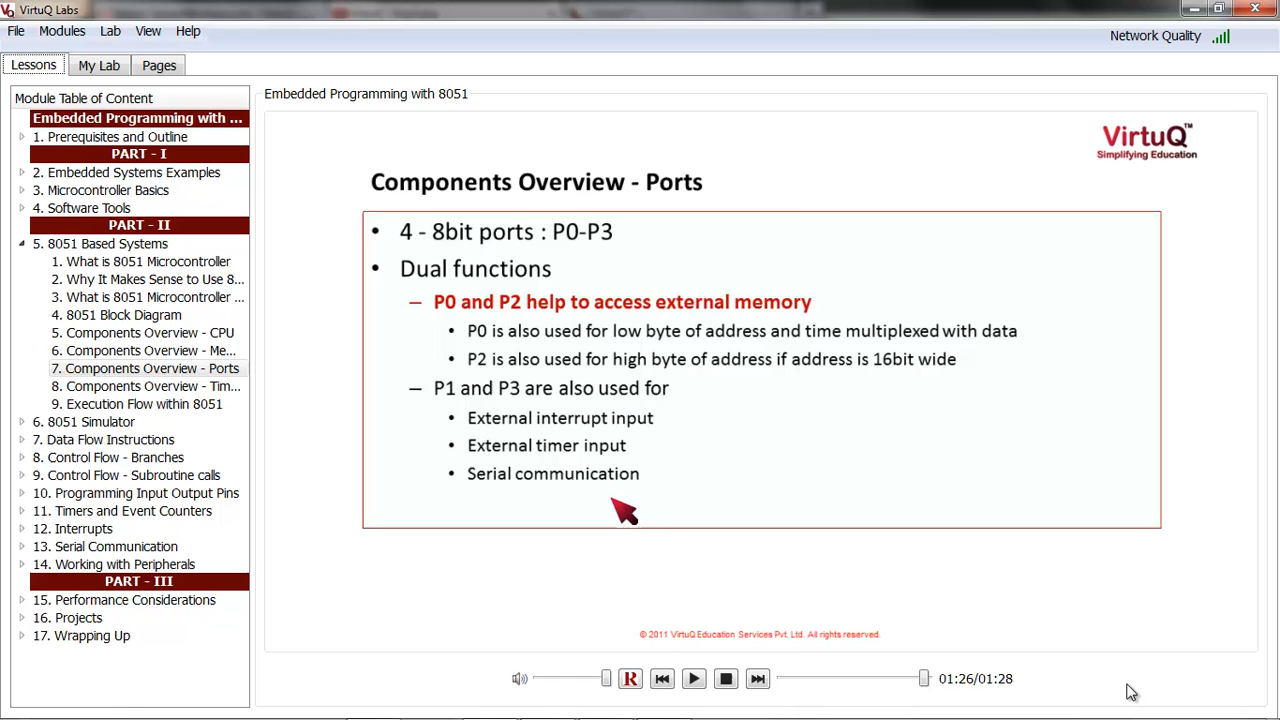 VirtuQ Labs
File Modules Lab View Help
Network Quality
Lessons My Lab Pages
Module Table of Content
Embedded Programming with ...
1. Prerequisites and Outline
PART - I
2. Embedded Systems Examples
3. Microcontroller Basics
4. Software Tools
PART - II
5. 8051 Based Systems
1. What is 8051 Microcontroller
2. Why It Makes Sense to Use 8...
3. What is 8051 Microcontroller ...
4. 8051 Block Diagram
5. Components Overview - CPU
6. Components Overview - Me...
7. Components Overview - Ports
8. Components Overview - Tim...
9. Execution Flow within 8051
6. 8051 Simulator
7. Data Flow Instructions
8. Control Flow - Branches
9. Control Flow - Subroutine calls
10. Programming Input Output Pins
11. Timers and Event Counters
12. Interrupts
13. Serial Communication
14. Working with Peripherals
PART - III
15. Performance Considerations
16. Projects
17. Wrapping Up
Embedded Programming with 8051
VirtuQ™
Simplifying Education
Components Overview - Ports
• 4 - 8bit ports : P0-P3
• Dual functions
– P0 and P2 help to access external memory
• P0 is also used for low byte of address and time multiplexed with data
• P2 is also used for high byte of address if address is 16bit wide
– P1 and P3 are also used for
• External interrupt input
• External timer input
• Serial communication
© 2011 VirtuQ Education Services Pvt. Ltd. All rights reserved.
R
01:26/01:28